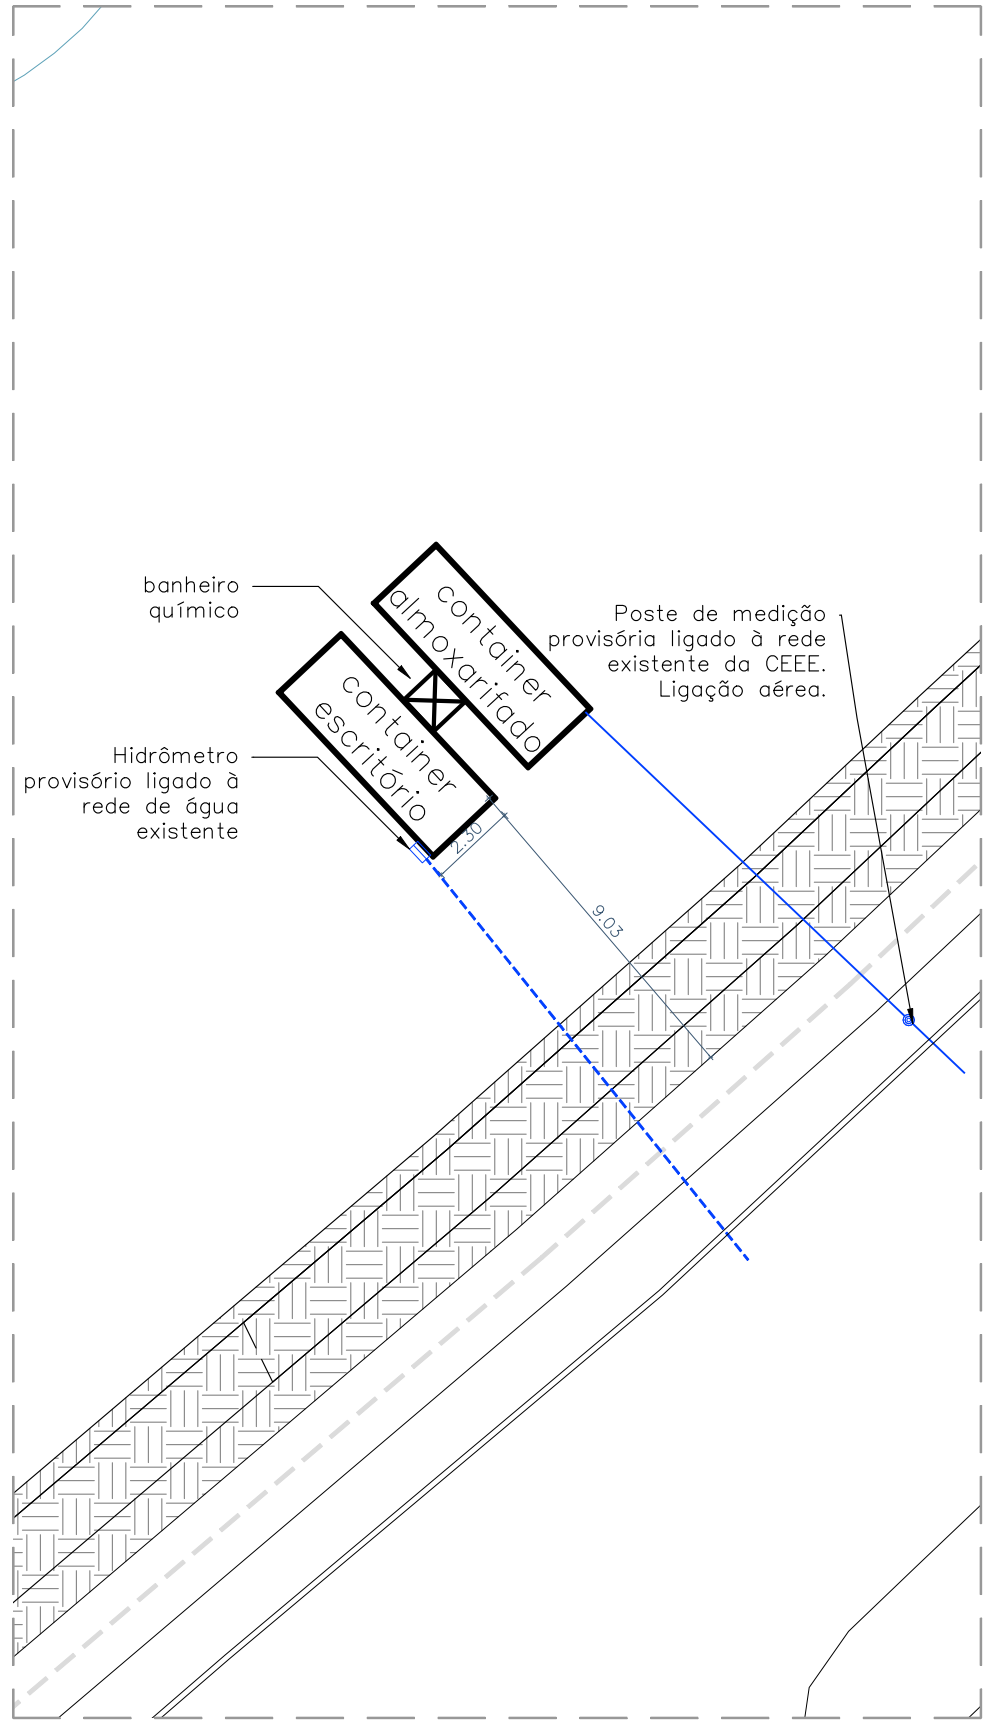 banheiro
químico
container
almoxarifado
Poste de medição
provisória ligado à rede
existente da CEEE.
Ligação aérea.
container
escritório
Hidrômetro
provisório ligado à
rede de água
existente
2.30
9.03